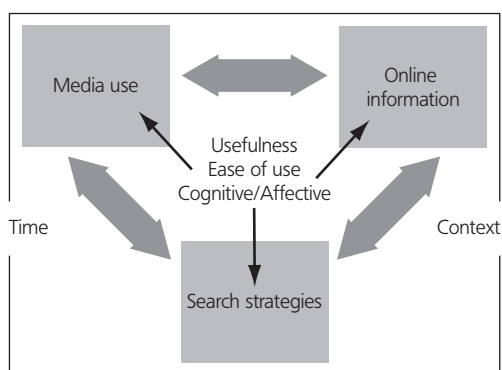 Media use
Online
information
Usefulness
Ease of use
Cognitive/Affective
Time
Context
Search strategies